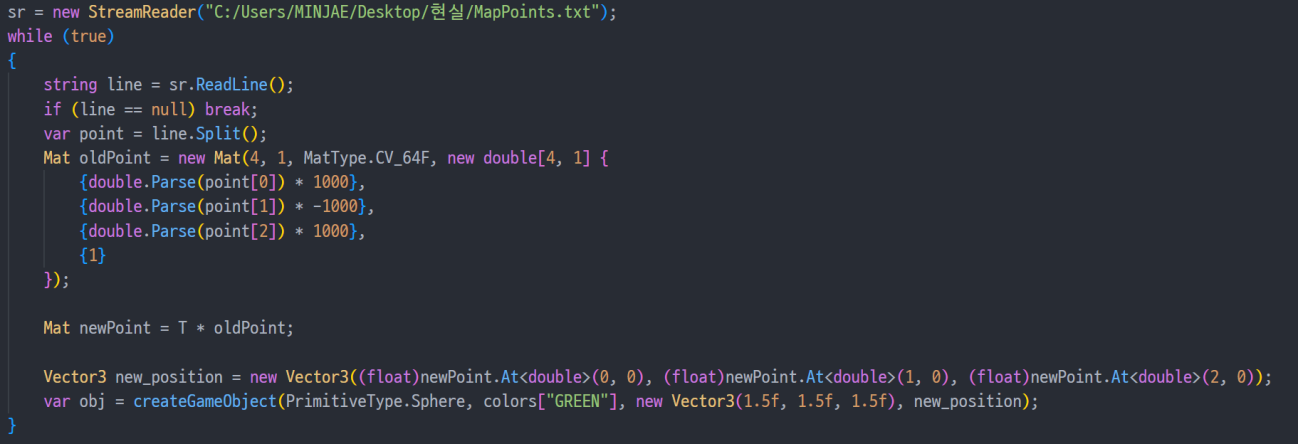 sr = new StreamReader("C:/Users/MINJAE/Desktop/현실/MapPoints.txt");
while (true)
{
    string line = sr.ReadLine();
    if (line == null) break;
    var point = line.Split();
    Mat oldPoint = new Mat(4, 1, MatType.CV_64F, new double[4, 1] {
        {double.Parse(point[0]) * 1000},
        {double.Parse(point[1]) * -1000},
        {double.Parse(point[2]) * 1000},
        {1}
    });
    Mat newPoint = T * oldPoint;
    Vector3 new_position = new Vector3((float)newPoint.At<double>(0, 0), (float)newPoint.At<double>(1, 0), (float)newPoint.At<double>(2, 0));
    var obj = createGameObject(PrimitiveType.Sphere, colors["GREEN"], new Vector3(1.5f, 1.5f, 1.5f), new_position);
}